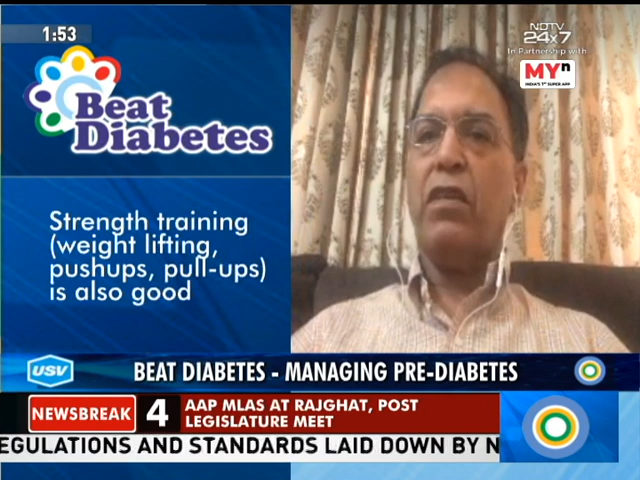 1:53
NDTV
24x7
In Partnership with
MYn
INDIA'S 1ST SUPER APP
Beat
Diabetes
Strength training
(weight lifting,
pushups, pull-ups)
is also good
USV
BEAT DIABETES - MANAGING PRE-DIABETES
NEWSBREAK 4
AAP MLAS AT RAJGHAT, POST
LEGISLATURE MEET
EGULATIONS AND STANDARDS LAID DOWN BY N